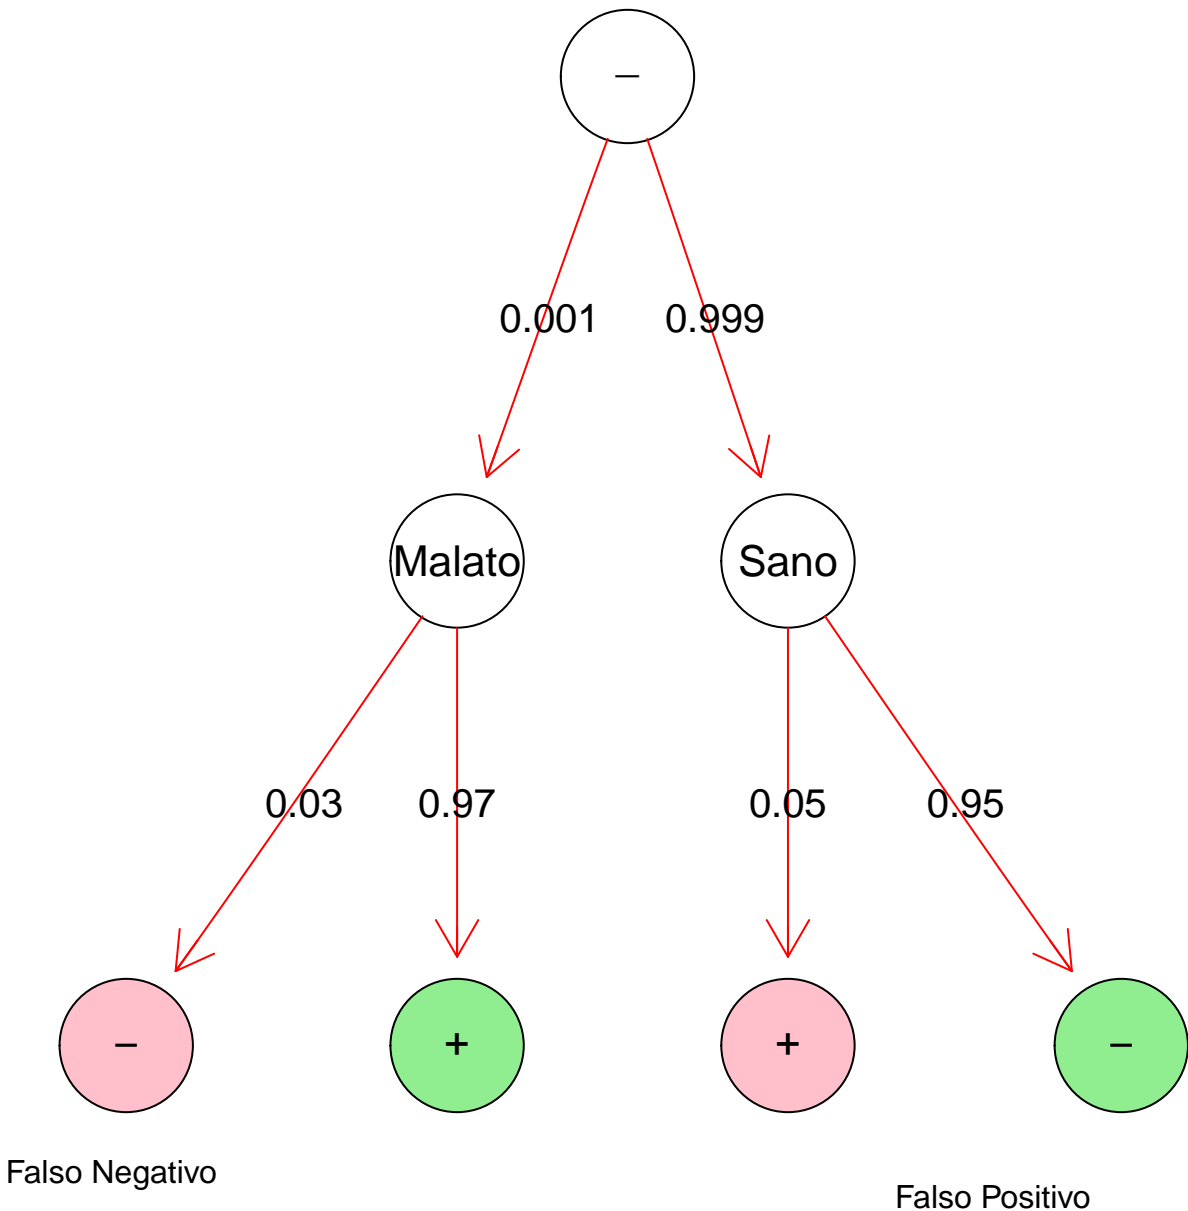 –
0.001 0.999
Malato Sano
0.03 0.97 0.05 0.95
– + + –
Falso Negativo
Falso Positivo